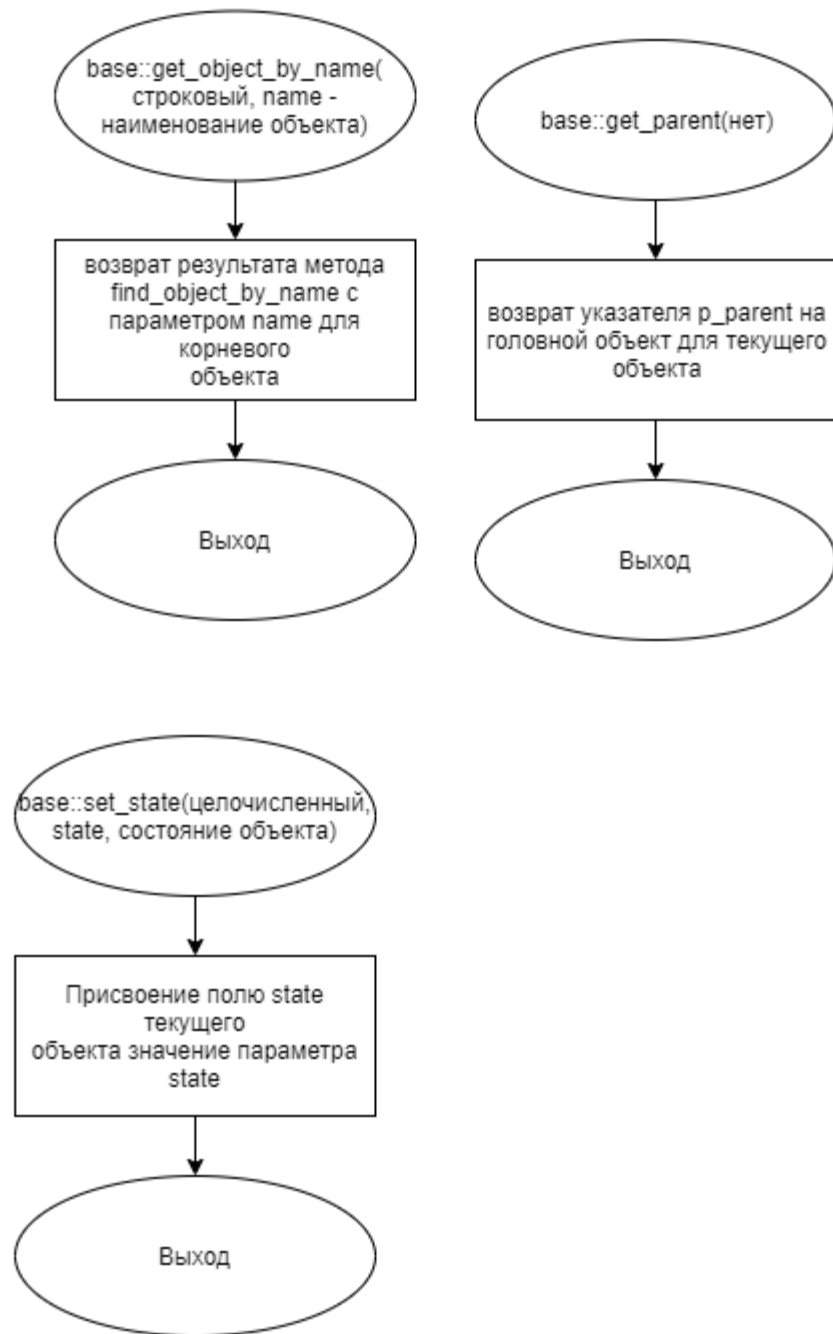 base::get_object_by_name(
строковый, name -
наименование объекта)
возврат результата метода
find_object_by_name с
параметром name для
корневого
объекта
Выход
base::get_parent(нет)
возврат указателя p_parent на
головной объект для текущего
объекта
Выход
base::set_state(целочисленный,
state, состояние объекта)
Присвоение полю state
текущего
объекта значение параметра
state
Выход